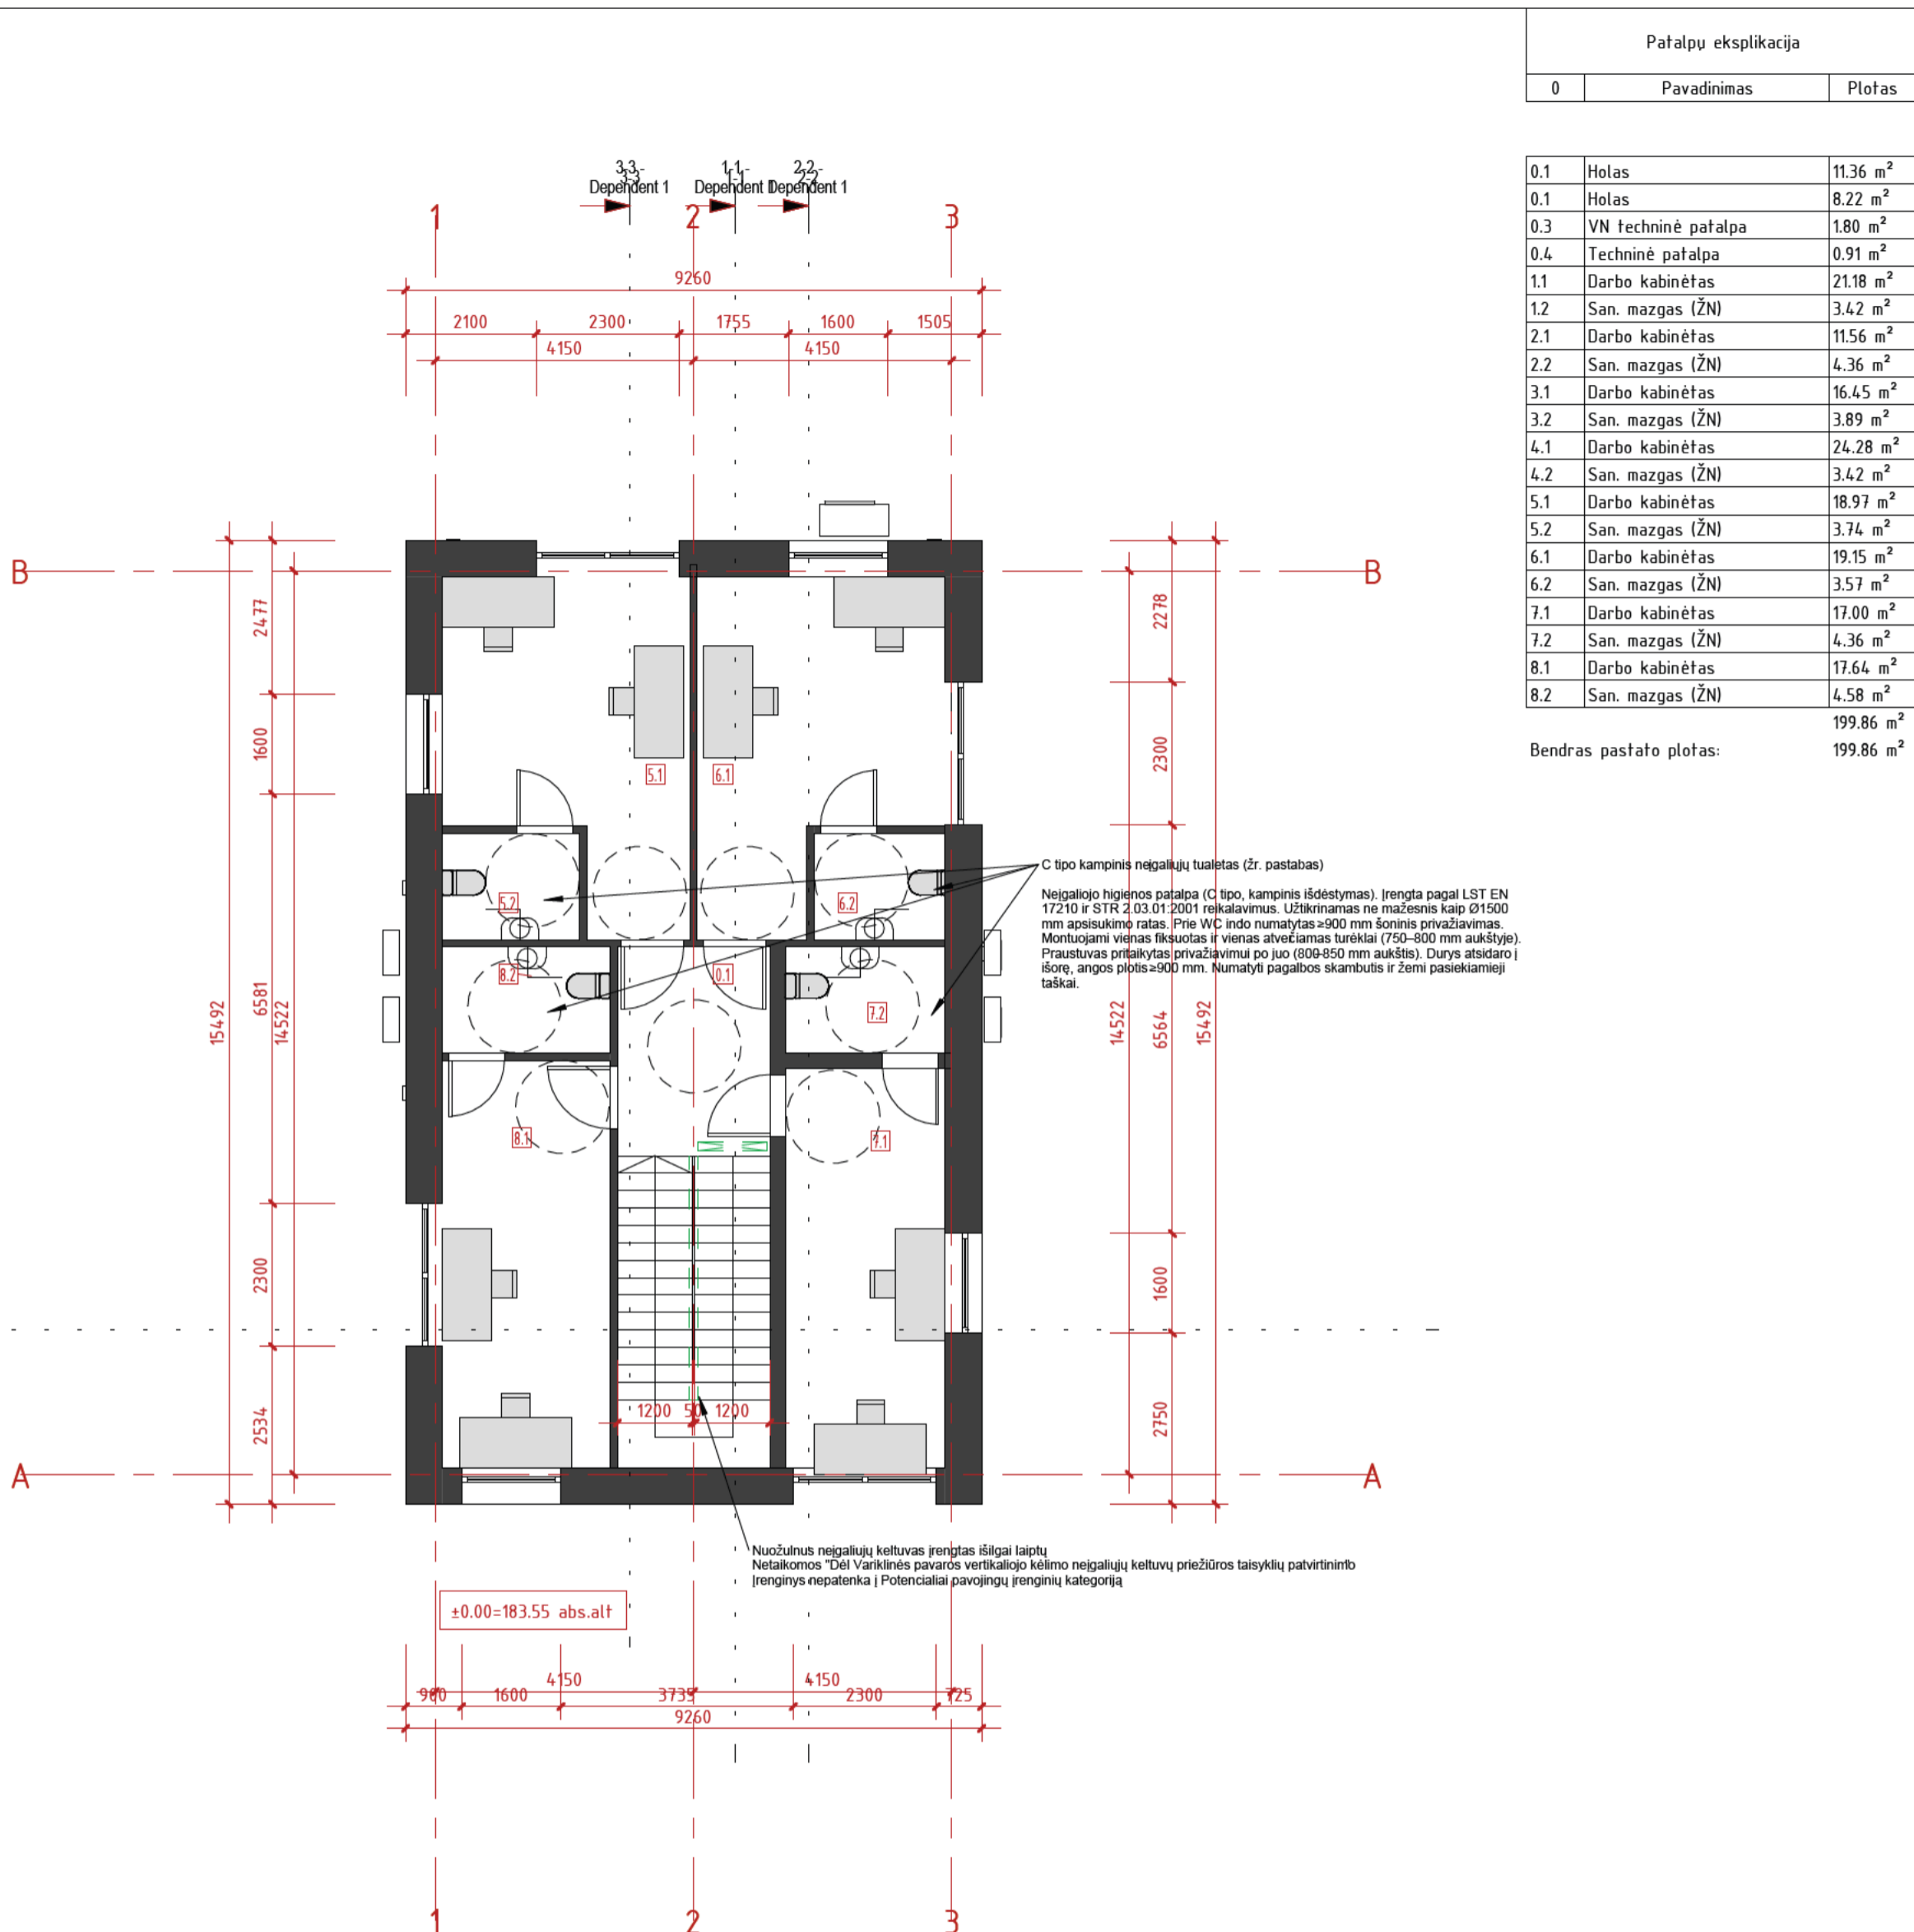 Patalpų eksplikacija
0 Pavadinimas Plotas
0.1 Holas 11.36 m²
0.1 Holas 8.22 m²
0.3 VN techninė patalpa 1.80 m²
0.4 Techninė patalpa 0.91 m²
1.1 Darbo kabinėtas 21.18 m²
1.2 San. mazgas (ŽN) 3.42 m²
2.1 Darbo kabinėtas 11.56 m²
2.2 San. mazgas (ŽN) 4.36 m²
3.1 Darbo kabinėtas 16.45 m²
3.2 San. mazgas (ŽN) 3.89 m²
4.1 Darbo kabinėtas 24.28 m²
4.2 San. mazgas (ŽN) 3.42 m²
5.1 Darbo kabinėtas 18.97 m²
5.2 San. mazgas (ŽN) 3.74 m²
6.1 Darbo kabinėtas 19.15 m²
6.2 San. mazgas (ŽN) 3.57 m²
7.1 Darbo kabinėtas 17.00 m²
7.2 San. mazgas (ŽN) 4.36 m²
8.1 Darbo kabinėtas 17.64 m²
8.2 San. mazgas (ŽN) 4.58 m²
199.86 m²
Bendras pastato plotas: 199.86 m²
3-3 - 1-1 - 2-2 -
3-3 1-1 2-2
Dependent 1 Dependent 1 Dependent 1
1 2 3
9260
2100 2300 1755 1600 1505
4150 4150
B B
2477
1600
6581
2300
2534
15492
14522
2278
2300
6564
1600
2750
14522
15492
5.1 6.1
5.2 6.2
8.2 0.1
7.2
8.1 7.1
C tipo kampinis neįgaliųjų tualetas (žr. pastabas)
Neįgaliojo higienos patalpa (C tipo, kampinis išdėstymas). Įrengta pagal LST EN
17210 ir STR 2.03.01:2001 reikalavimus. Užtikrinamas ne mažesnis kaip Ø1500
mm apsisukimo ratas. Prie WC indo numatytas ≥900 mm šoninis privažiavimas.
Montuojami vienas fiksuotas ir vienas atverčiamas turėklai (750–800 mm aukštyje).
Praustuvas pritaikytas privažiavimui po juo (800-850 mm aukštis). Durys atsidaro į
išorę, angos plotis ≥900 mm. Numatyti pagalbos skambutis ir žemi pasiekiamieji
taškai.
1200 50 1200
A A
Nuožulnus neįgaliųjų keltuvas įrengtas išilgai laiptų
Netaikomos "Dėl Variklinės pavaros vertikaliojo kėlimo neįgaliųjų keltuvų priežiūros taisyklių patvirtinimo
Įrenginys nepatenka į Potencialiai pavojingų įrenginių kategoriją
±0.00=183.55 abs.alt
4150 4150
900 1600 3735 2300 725
9260
1 2 3